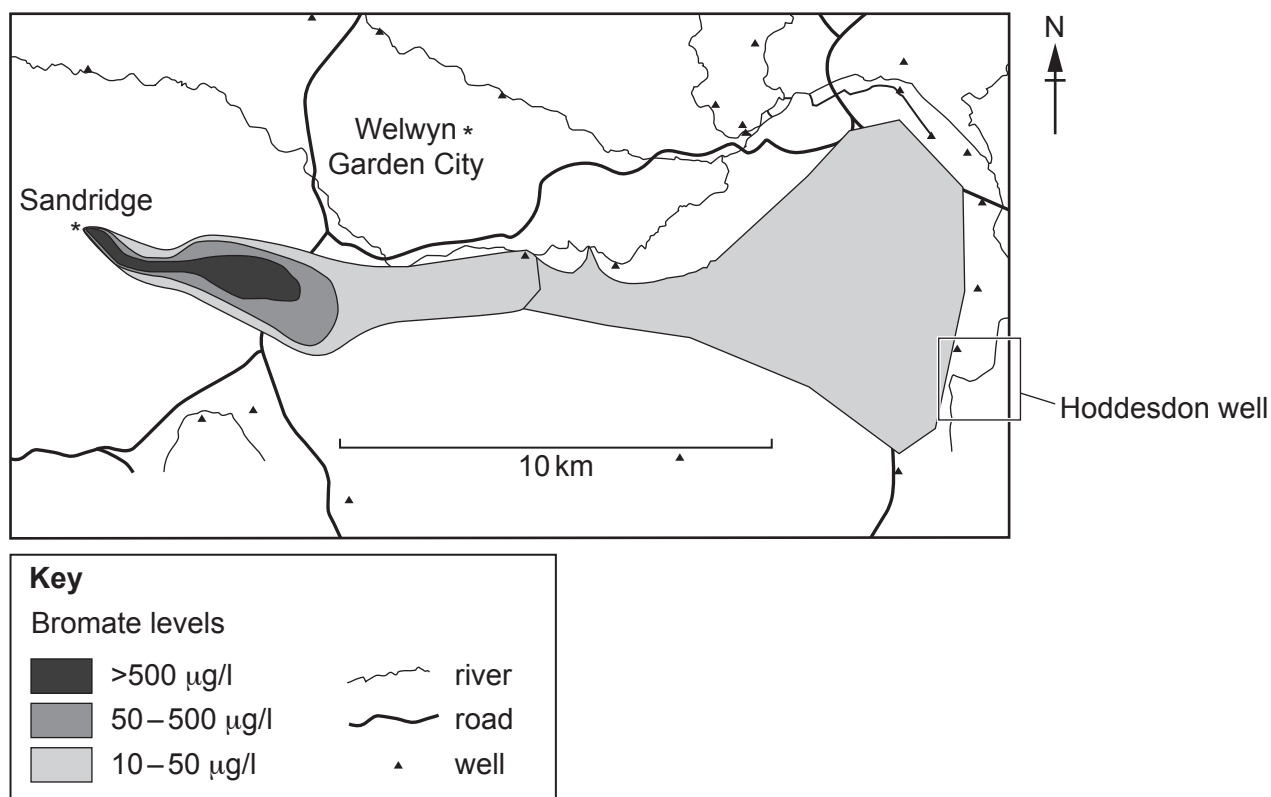 N
Welwyn *
Garden City
Sandridge
*
Hoddesdon well
10 km
Key
Bromate levels
>500 µg/l
river
50–500 µg/l
road
10–50 µg/l
well